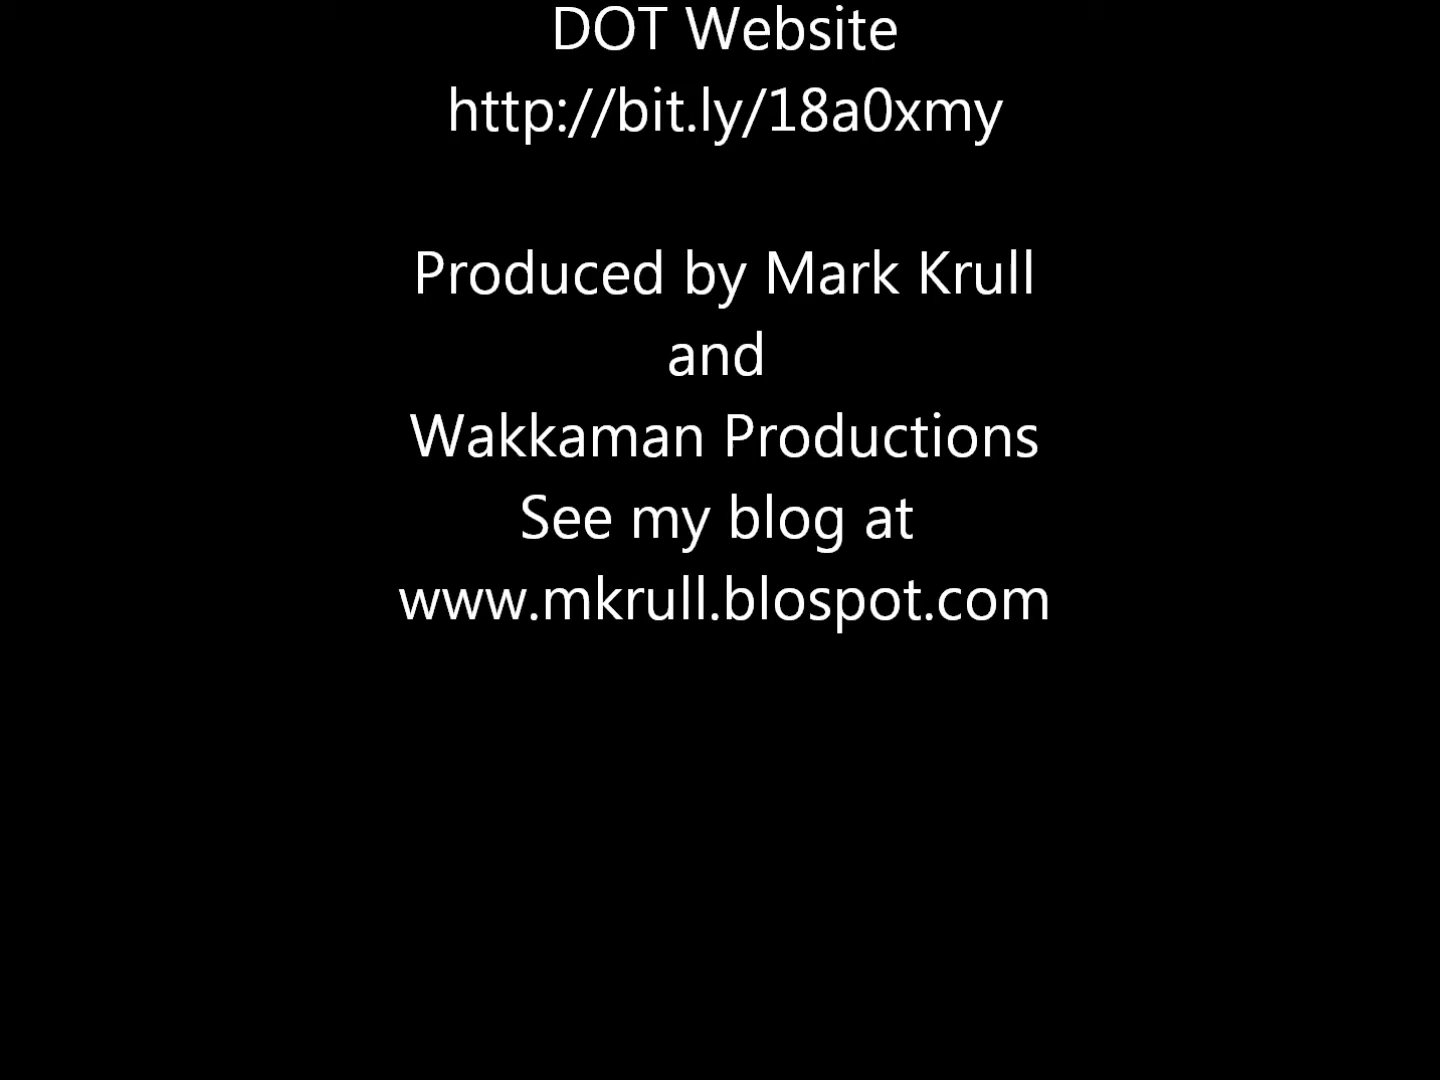 DOT Website
http://bit.ly/18a0xmy
Produced by Mark Krull
and
Wakkaman Productions
See my blog at
www.mkrull.blospot.com